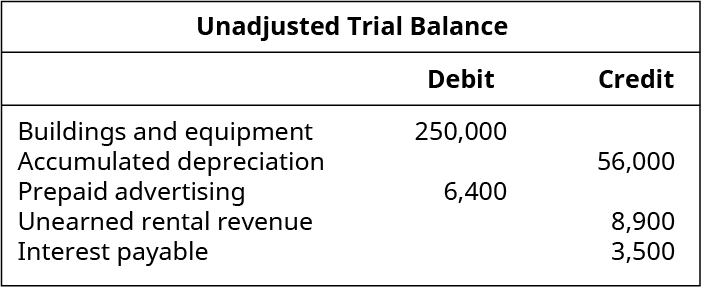 Unadjusted Trial Balance
Debit Credit
Buildings and equipment 250,000
Accumulated depreciation 56,000
Prepaid advertising 6,400
Unearned rental revenue 8,900
Interest payable 3,500